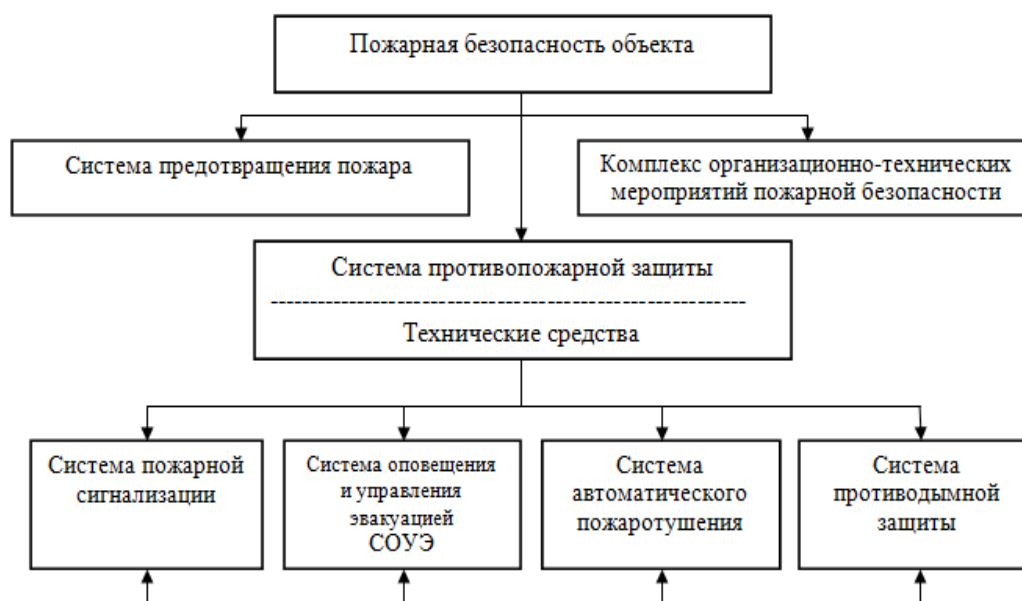 Пожарная безопасность объекта
Система предотвращения пожара
Комплекс организационно-технических
мероприятий пожарной безопасности
Система противопожарной защиты
------------------------------------------------------------
Технические средства
Система пожарной
сигнализации
Система оповещения
и управления
эвакуацией
СОУЭ
Система
автоматического
пожаротушения
Система
противодымной
защиты